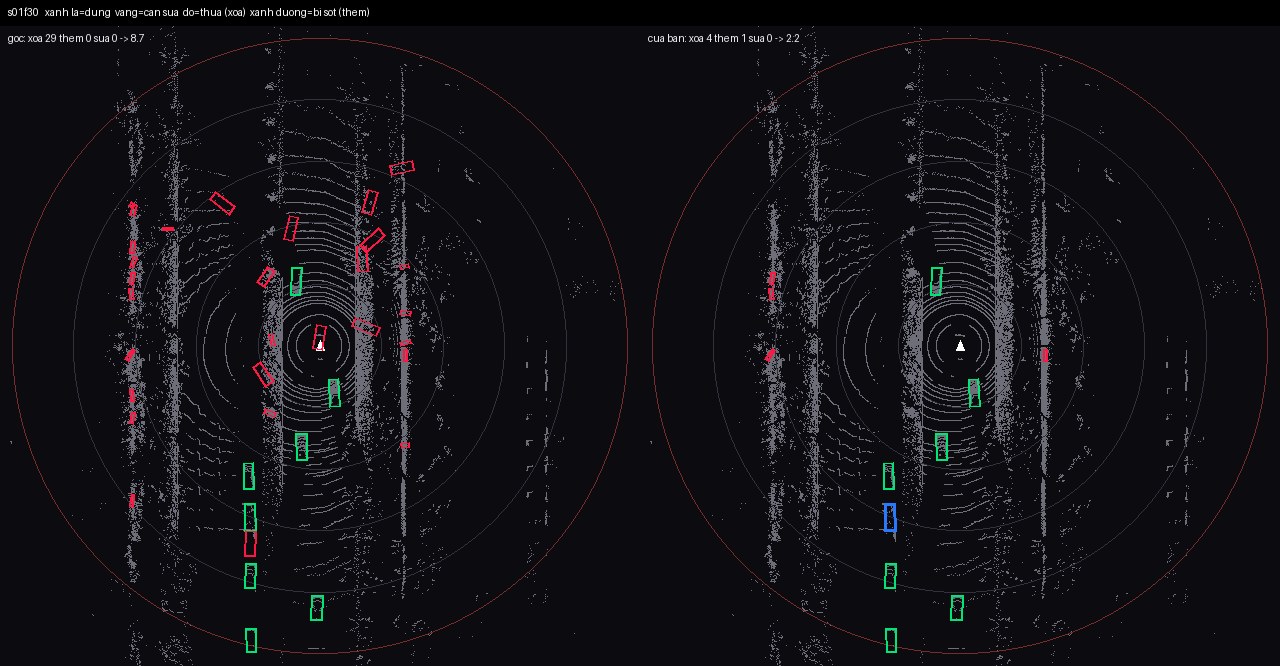 s01f30 xanh la=dung vang=can sua do=thua (xoa) xanh duong=bi sot (them)
goc: xoa 29 them 0 sua 0 -> 8.7
cua ban: xoa 4 them 1 sua 0 -> 2.2